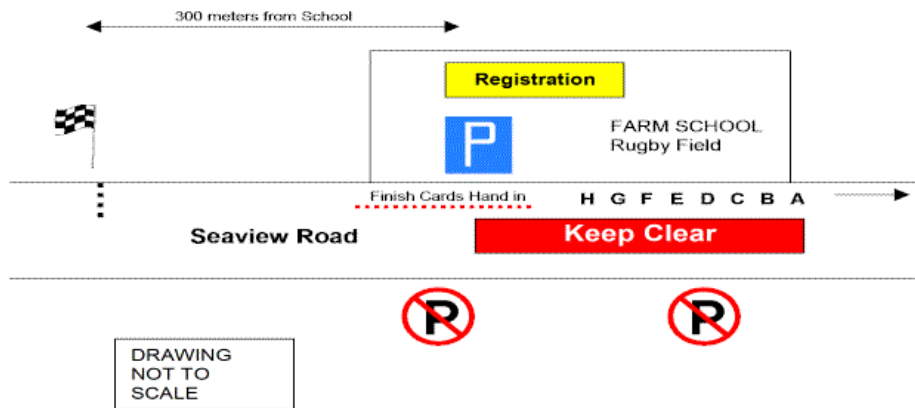 300 meters from School
Registration
P
FARM SCHOOL
Rugby Field
Finish Cards Hand in
H G F E D C B A
Seaview Road
Keep Clear
P
P
DRAWING
NOT TO
SCALE